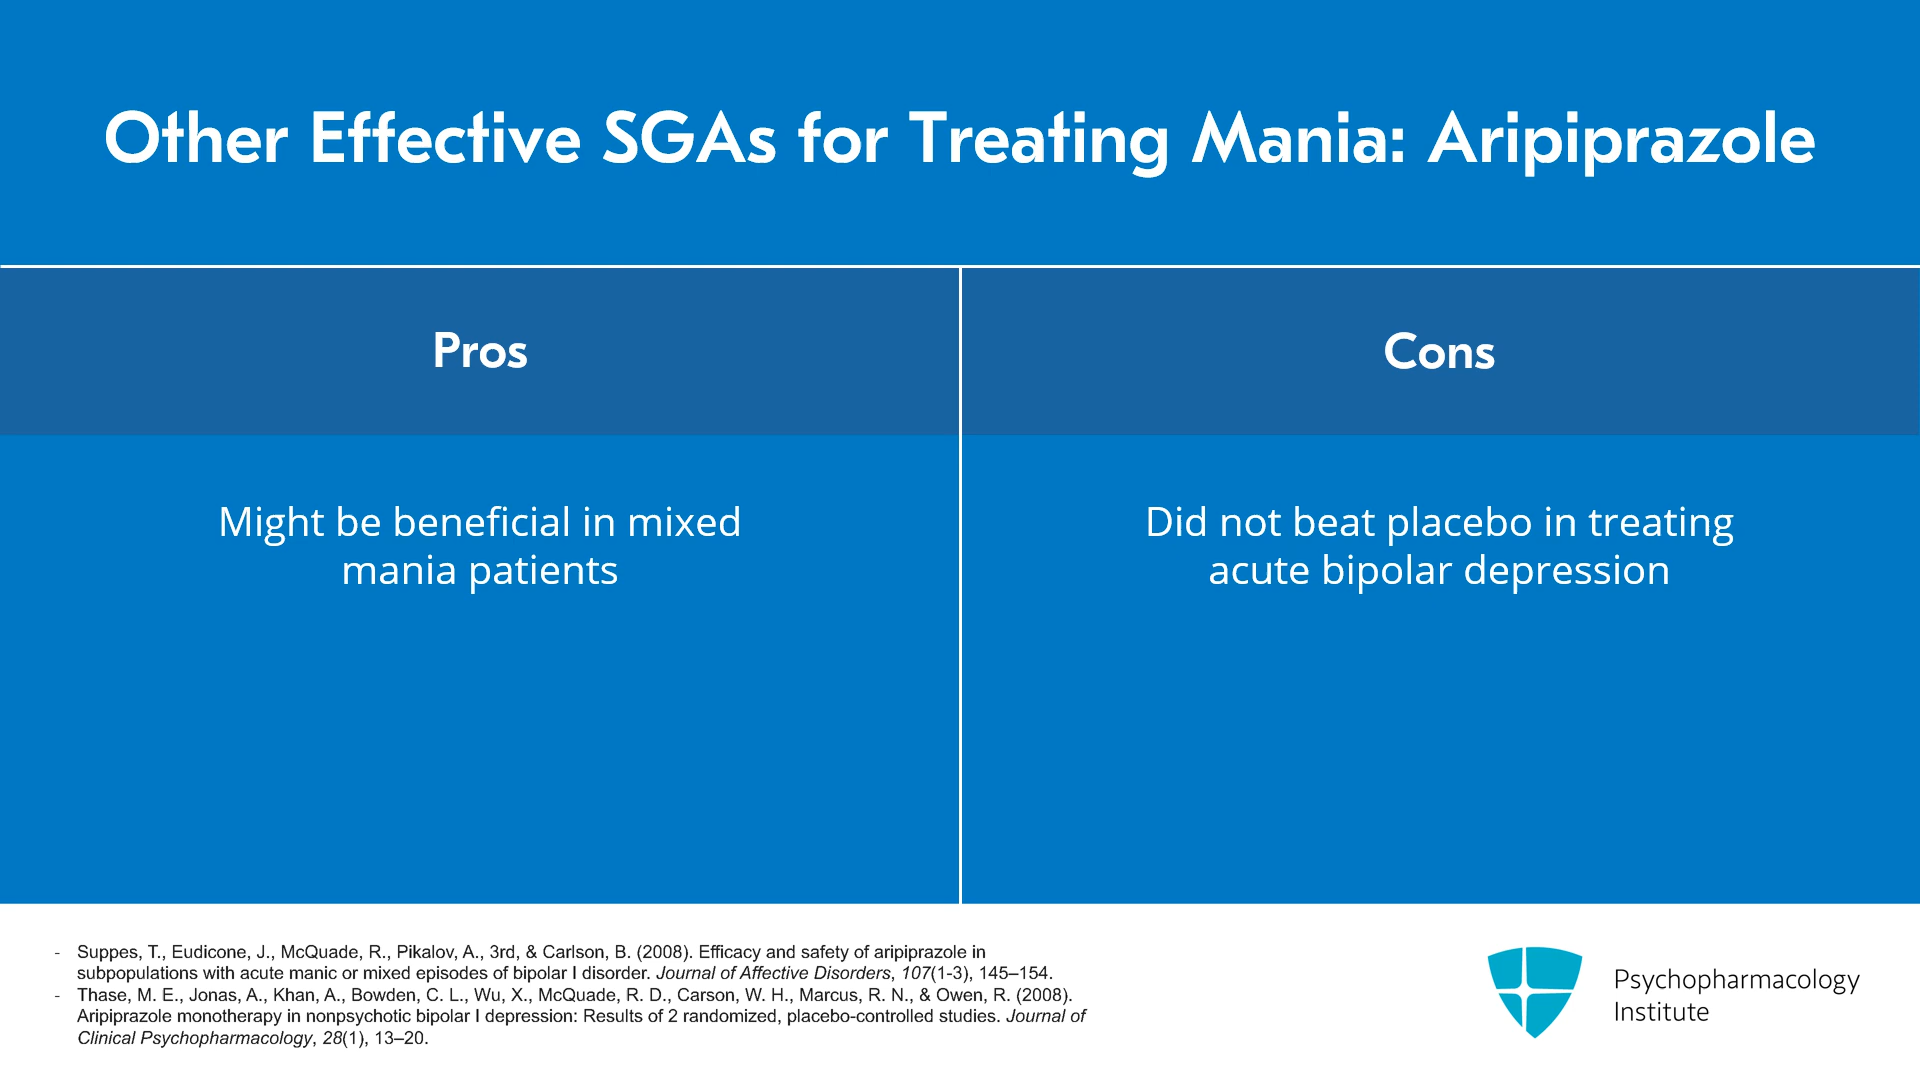 Other Effective SGAs for Treating Mania: Aripiprazole
Pros
Cons
Might be beneficial in mixed
mania patients
Did not beat placebo in treating
acute bipolar depression
- Suppes, T., Eudicone, J., McQuade, R., Pikalov, A., 3rd, & Carlson, B. (2008). Efficacy and safety of aripiprazole in
subpopulations with acute manic or mixed episodes of bipolar I disorder. Journal of Affective Disorders, 107(1-3), 145–154.
- Thase, M. E., Jonas, A., Khan, A., Bowden, C. L., Wu, X., McQuade, R. D., Carson, W. H., Marcus, R. N., & Owen, R. (2008).
Aripiprazole monotherapy in nonpsychotic bipolar I depression: Results of 2 randomized, placebo-controlled studies. Journal of
Clinical Psychopharmacology, 28(1), 13–20.
Psychopharmacology
Institute